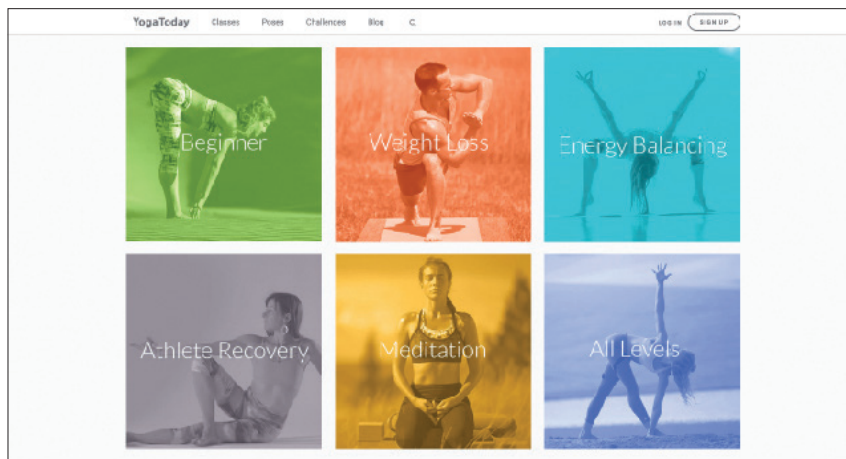 YogaToday Classes Poses Challenges Blog LOG IN SIGN UP
Beginner Weight Loss Energy Balancing
Athlete Recovery Meditation All Levels